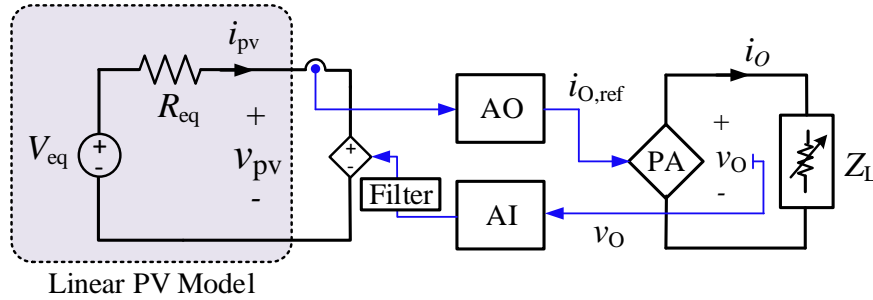 i_pv
R_eq
V_eq
+
-
+
v_pv
-
+
-
Filter
AO
AI
i_O,ref
PA
i_O
+
v_O
-
Z_L
v_O
Linear PV Model